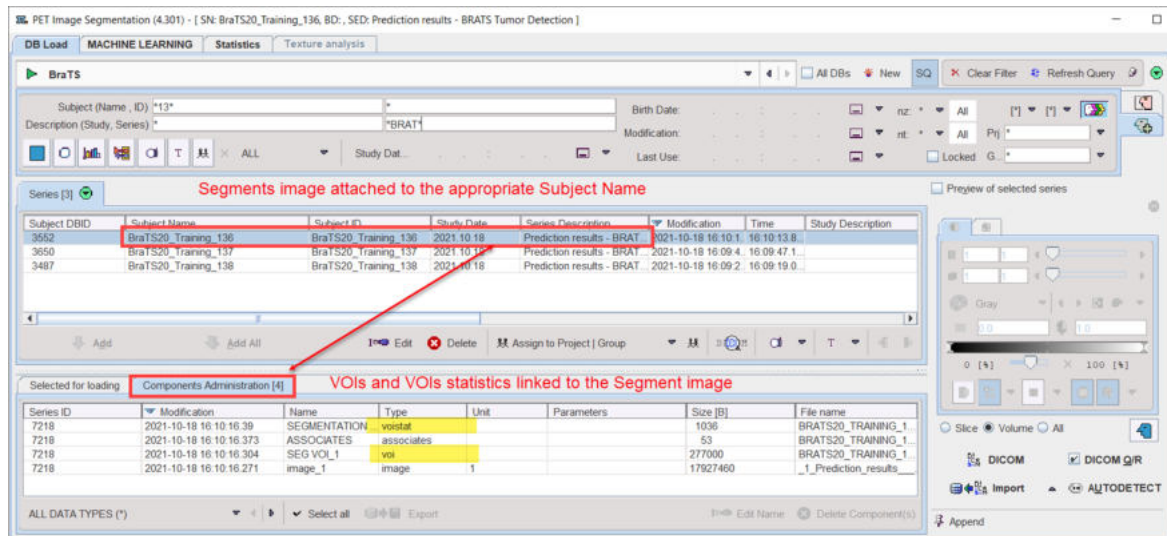 PET Image Segmentation (4.301) - [ SN: BraTS20_Training_136, BD: , SED: Prediction results - BRATS Tumor Detection ]
DB Load MACHINE LEARNING Statistics Texture analysis
BraTS All DBs New SQ Clear Filter Refresh Query
Subject (Name , ID) *13* * Birth Date: nz: * All [*] [*]
Description (Study, Series) * *BRAT* Modification: nt: * All Prj *
T ALL Study Dat... Last Use: Locked G... *
Series [3] Segments image attached to the appropriate Subject Name Preview of selected series
Subject DBID Subject Name Subject ID Study Date Series Description Modification Time Study Description
3552 BraTS20_Training_136 BraTS20_Training_136 2021.10.18 Prediction results - BRAT... 2021-10-18 16:10:1... 16:10:13.8...
3650 BraTS20_Training_137 BraTS20_Training_137 2021.10.18 Prediction results - BRAT... 2021-10-18 16:09:4... 16:09:47.1...
3487 BraTS20_Training_138 BraTS20_Training_138 2021.10.18 Prediction results - BRAT... 2021-10-18 16:09:2... 16:09:19.0...
1 1
1 1
Gray
0.0 1.0
Add Add All Edit Delete Assign to Project | Group T
0 [%] 100 [%]
Selected for loading Components Administration [4] VOIs and VOIs statistics linked to the Segment image
Series ID Modification Name Type Unit Parameters Size [B] File name
7218 2021-10-18 16:10:16.39 SEGMENTATION... voistat 1036 BRATS20_TRAINING_1...
7218 2021-10-18 16:10:16.373 ASSOCIATES associates 53 BRATS20_TRAINING_1...
7218 2021-10-18 16:10:16.304 SEG VOI_1 voi 277000 BRATS20_TRAINING_1...
7218 2021-10-18 16:10:16.271 image_1 image 1 17927460 _1_Prediction_results___...
Slice Volume All
DICOM DICOM Q/R
Import AUTODETECT
ALL DATA TYPES (*) Select all Export Edit Name Delete Component(s)
Append